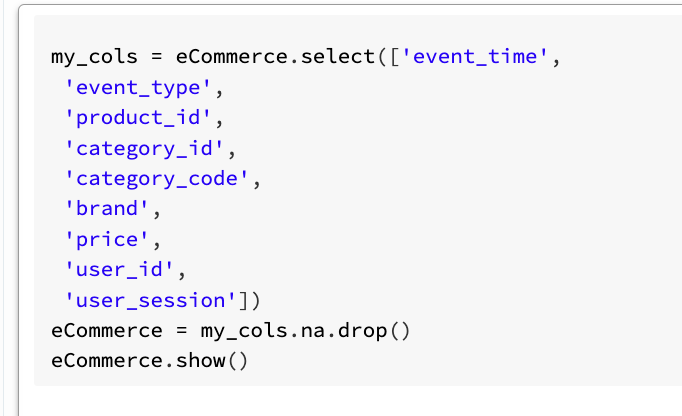 my_cols = eCommerce.select(['event_time',
 'event_type',
 'product_id',
 'category_id',
 'category_code',
 'brand',
 'price',
 'user_id',
 'user_session'])
eCommerce = my_cols.na.drop()
eCommerce.show()